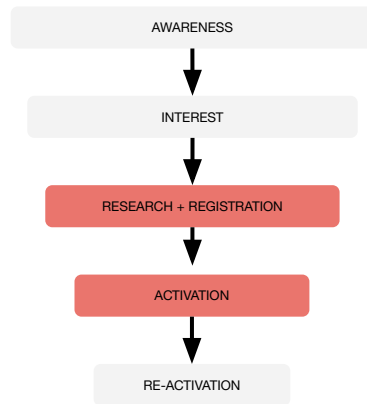 AWARENESS
INTEREST
RESEARCH + REGISTRATION
ACTIVATION
RE-ACTIVATION